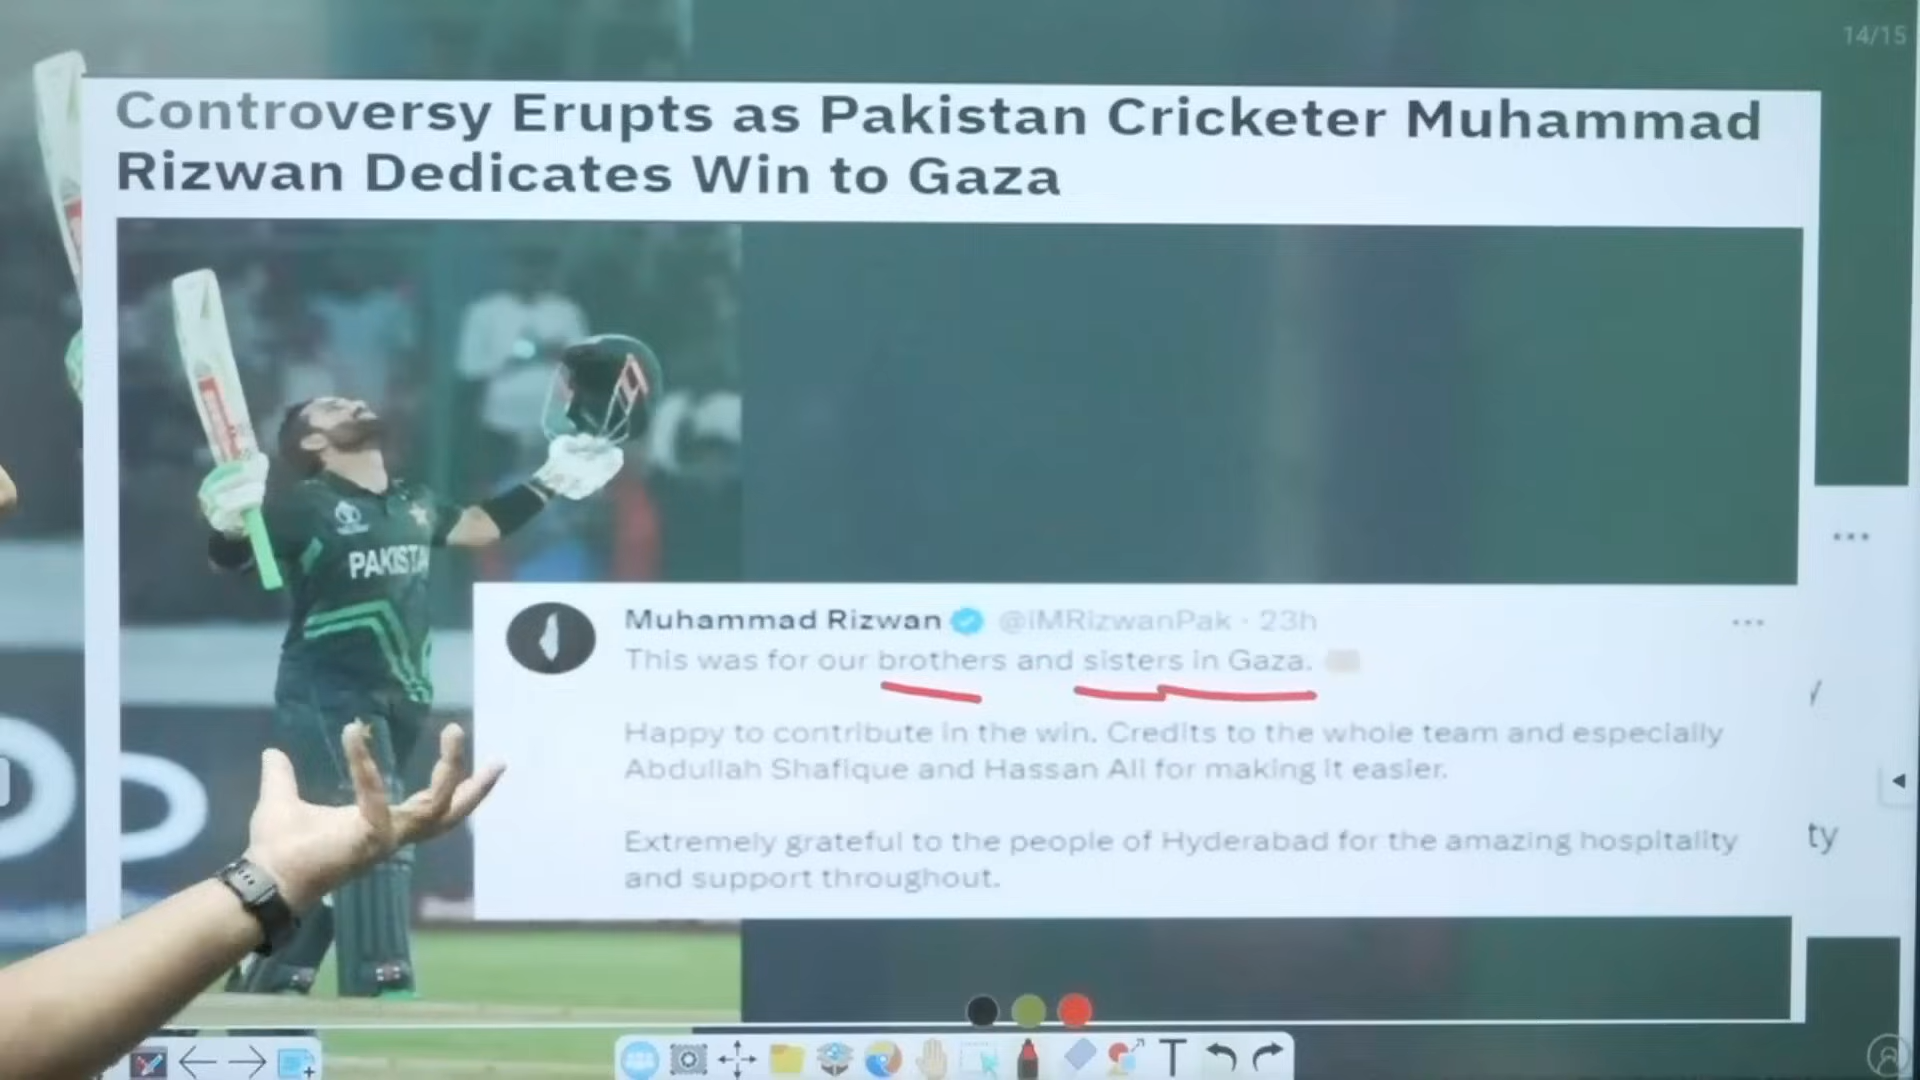 14/15
Controversy Erupts as Pakistan Cricketer Muhammad
Rizwan Dedicates Win to Gaza
PAKISTA
Muhammad Rizwan @iMRizwanPak · 23h
This was for our brothers and sisters in Gaza.
Happy to contribute in the win. Credits to the whole team and especially
Abdullah Shafique and Hassan Ali for making it easier.
Extremely grateful to the people of Hyderabad for the amazing hospitality
and support throughout.
ty
T